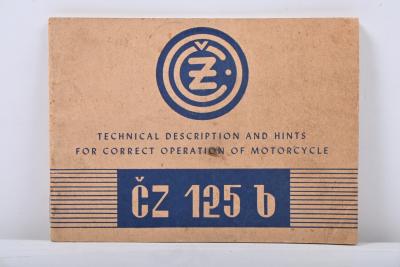 ČZ
TECHNICAL DESCRIPTION AND HINTS
FOR CORRECT OPERATION OF MOTORCYCLE
ČZ 125 b